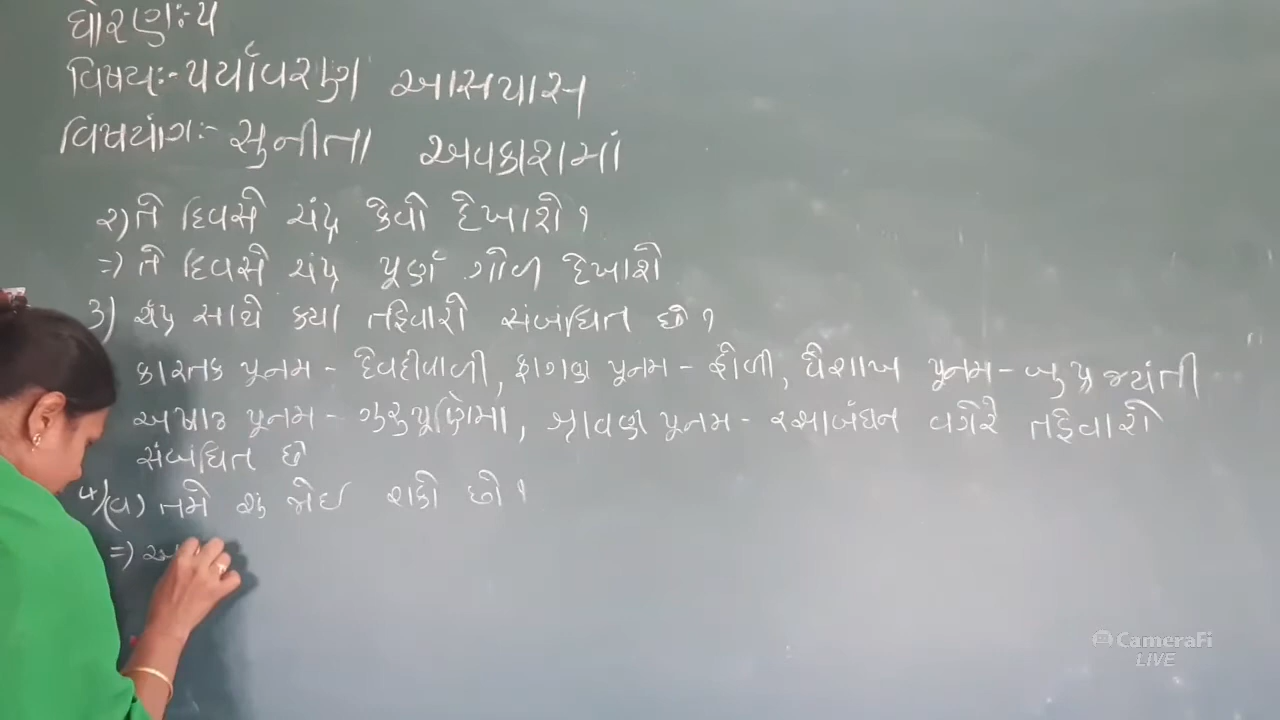 ધોરણ:- ૫
વિષય:- પર્યાવરણ આસપાસ
વિષયાંગ:- સુનીતા અવકાશમાં
૨) તે દિવસે ચંદ્ર કેવો દેખાશે ?
=) તે દિવસે ચંદ્ર પૂર્ણ ગોળ દેખાશે
૩) ચંદ્ર સાથે કયા તહેવારો સંબંધિત છે ?
કારતક પૂનમ - દેવદીવાળી, ફાગણ પૂનમ - હોળી, વૈશાખ પૂનમ - બુદ્ધ જયંતી
અષાઢ પૂનમ - ગુરુપૂર્ણિમા, શ્રાવણ પૂનમ - રક્ષાબંધન વગેરે તહેવારો
સંબંધિત છે
તમે શું જોઈ શકો છો ?
=) આ
CameraFi
LIVE